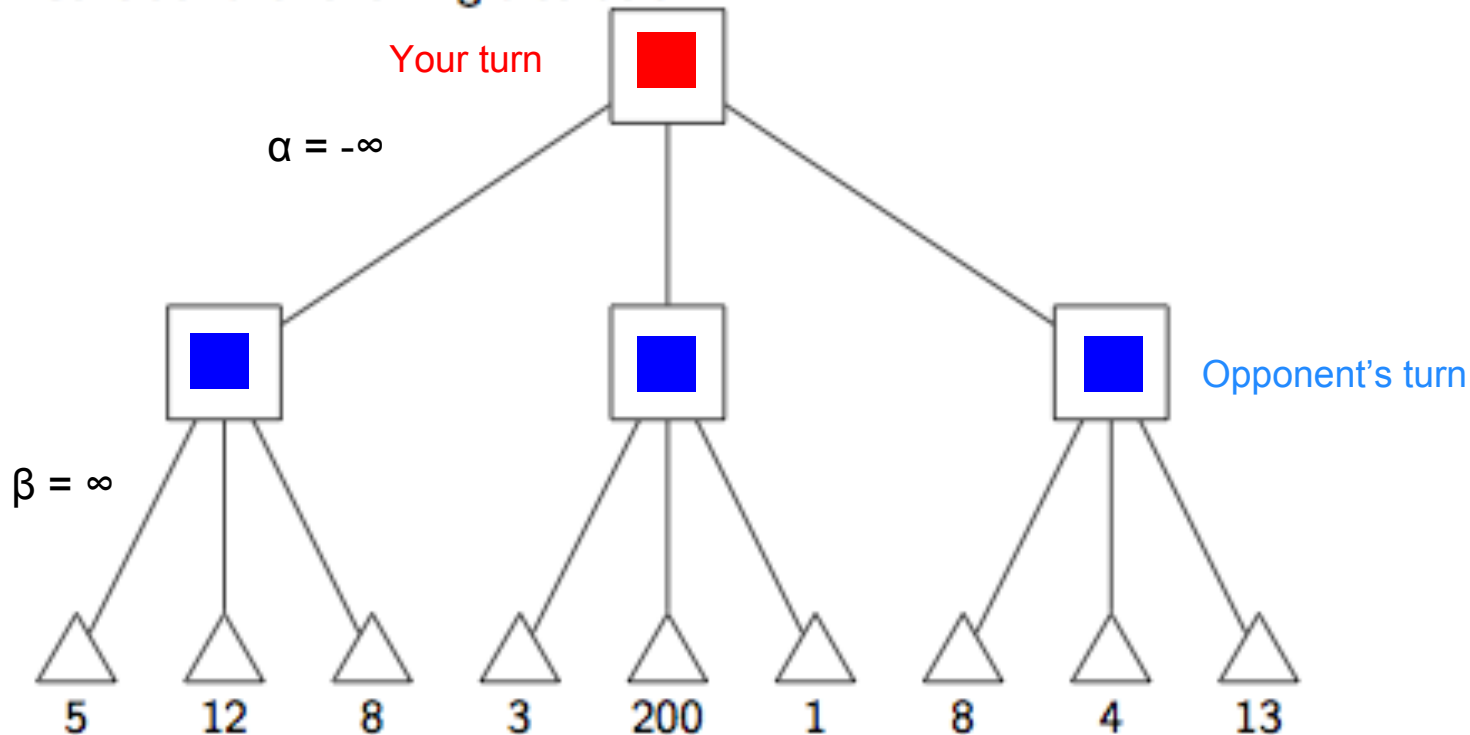 Your turn
α = -∞
Opponent’s turn
β = ∞
5 12 8 3 200 1 8 4 13